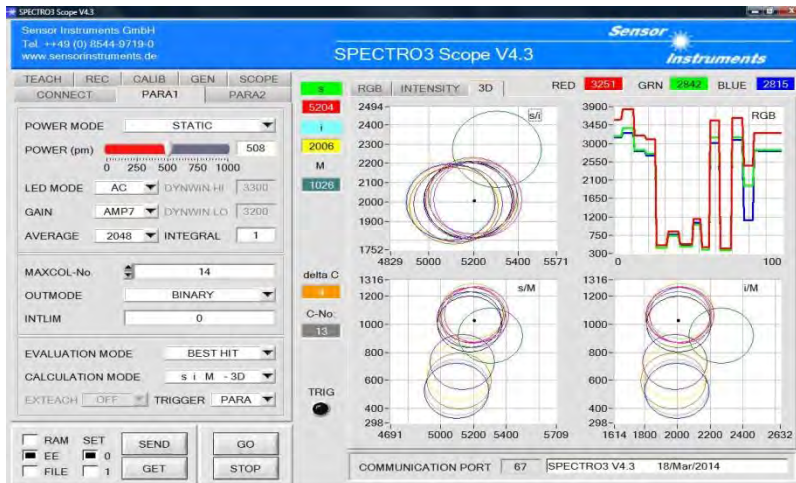 SPECTRO3 Scope V4.3
Sensor Instruments GmbH
Tel. ++49 (0) 8544-9719-0
www.sensorinstruments.de
SPECTRO3 Scope V4.3
Sensor
Instruments
TEACH REC CALIB GEN SCOPE
CONNECT PARA1 PARA2
POWER MODE STATIC
POWER (pm) 508
0 250 500 750 1000
LED MODE AC DYNWIN HI 3300
GAIN AMP7 DYNWIN LO 3200
AVERAGE 2048 INTEGRAL 1
MAXCOL-No. 14
OUTMODE BINARY
INTLIM 0
EVALUATION MODE BEST HIT
CALCULATION MODE s i M - 3D
EXTEACH OFF TRIGGER PARA
RAM SET SEND GO
EE 0
FILE 1 GET STOP
s
5204
i
2006
M
1026
delta C
4
C-No:
13
TRIG
RGB INTENSITY 3D
RED 3251 GRN 2842 BLUE 2815
s/i
2494
2400
2300
2200
2100
2000
1900
1752
4829 5000 5200 5400 5571
RGB
3900
3450
3000
2550
2100
1650
1200
750
300
0 100
s/M
1316
1200
1000
800
600
400
298
4691 5000 5200 5400 5709
i/M
1316
1200
1000
800
600
400
298
1614 1800 2000 2200 2400 2632
COMMUNICATION PORT 67 SPECTRO3 V4.3 18/Mar/2014